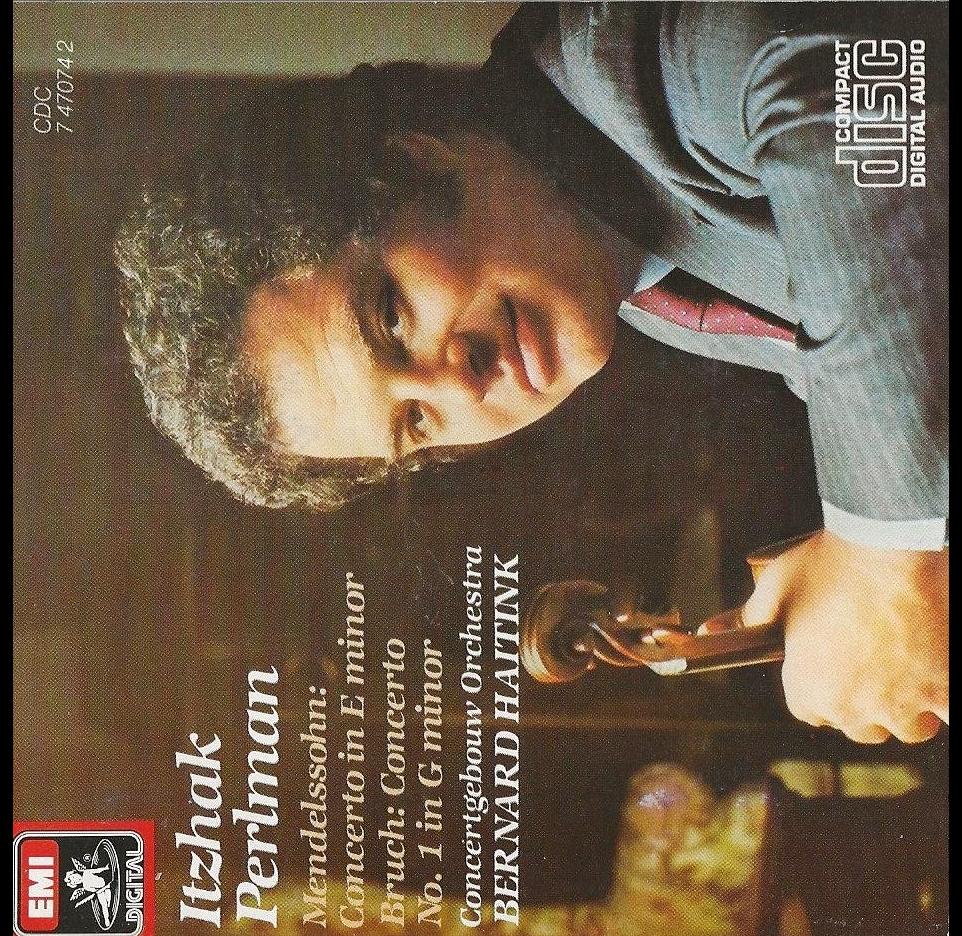 EMI
DIGITAL
Itzhak
Perlman
Mendelssohn:
Concerto in E minor
Bruch: Concerto
No. 1 in G minor
Concertgebouw Orchestra
BERNARD HAITINK
CDC
7 47074 2
COMPACT
disc
DIGITAL AUDIO